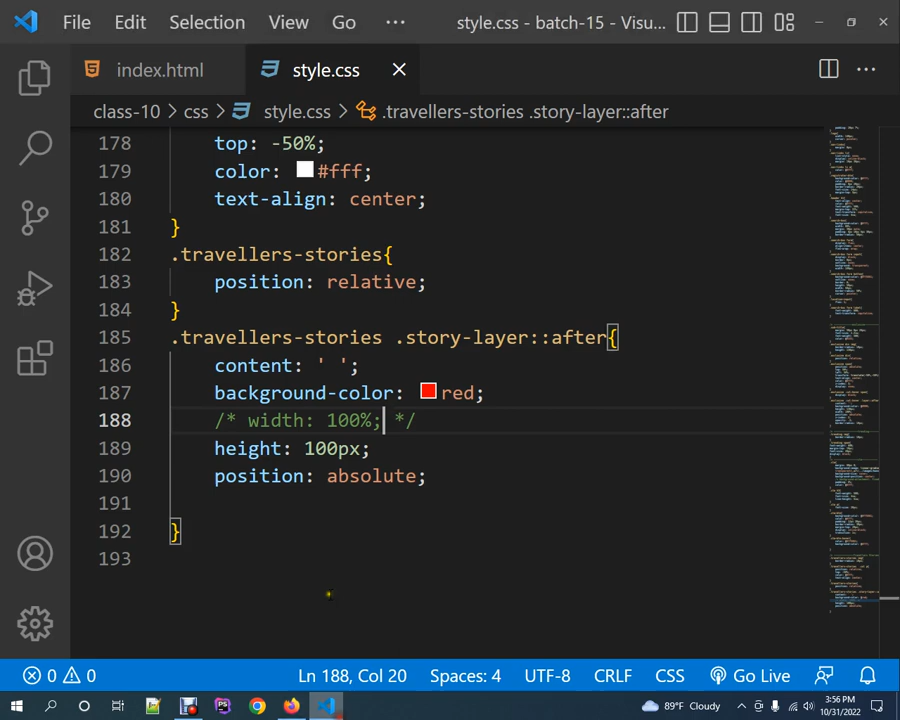 File Edit Selection View Go ··· style.css - batch-15 - Visu...
index.html style.css
class-10 > css > style.css > .travellers-stories .story-layer::after
178 top: -50%;
179 color: #fff;
180 text-align: center;
181 }
182 .travellers-stories{
183 position: relative;
184 }
185 .travellers-stories .story-layer::after{
186 content: ' ';
187 background-color: red;
188 /* width: 100%; */
189 height: 100px;
190 position: absolute;
191
192 }
193
0 0 Ln 188, Col 20 Spaces: 4 UTF-8 CRLF CSS Go Live
89°F Cloudy 3:56 PM
10/31/2022